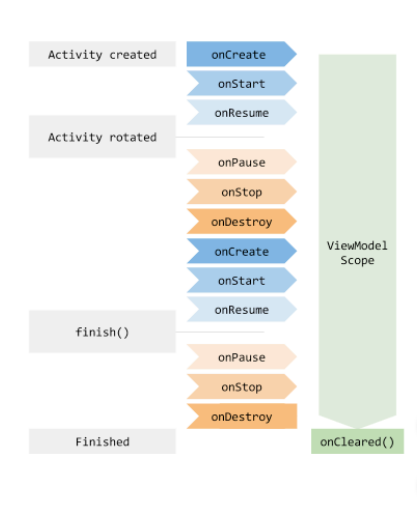 Activity created
onCreate
onStart
onResume
Activity rotated
onPause
onStop
onDestroy
onCreate
onStart
onResume
finish()
onPause
onStop
onDestroy
Finished
ViewModel
Scope
onCleared()